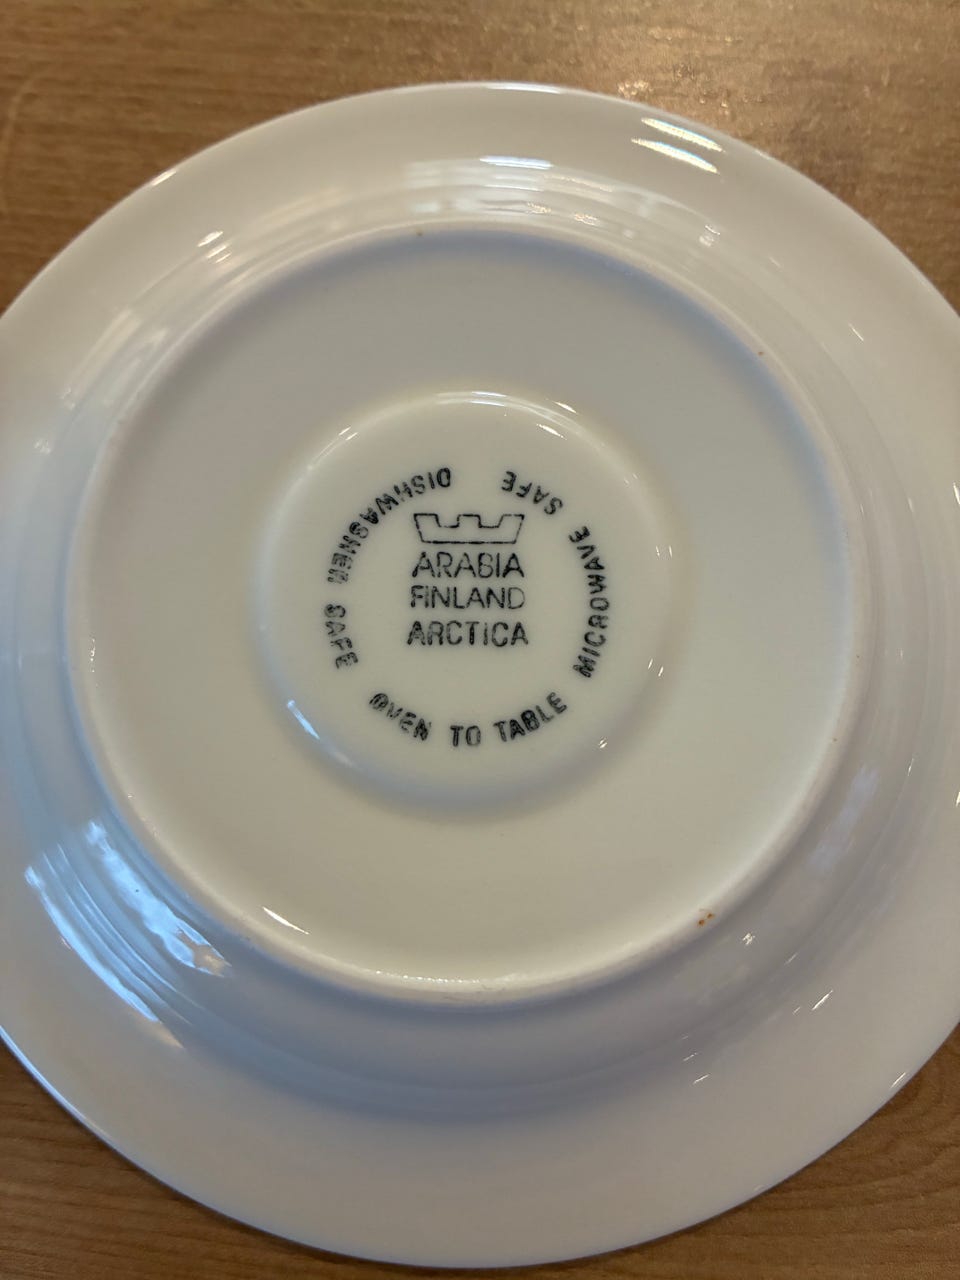 ARABIA
FINLAND
ARCTICA
DISHWASHER SAFE
OVEN TO TABLE
MICROWAVE SAFE